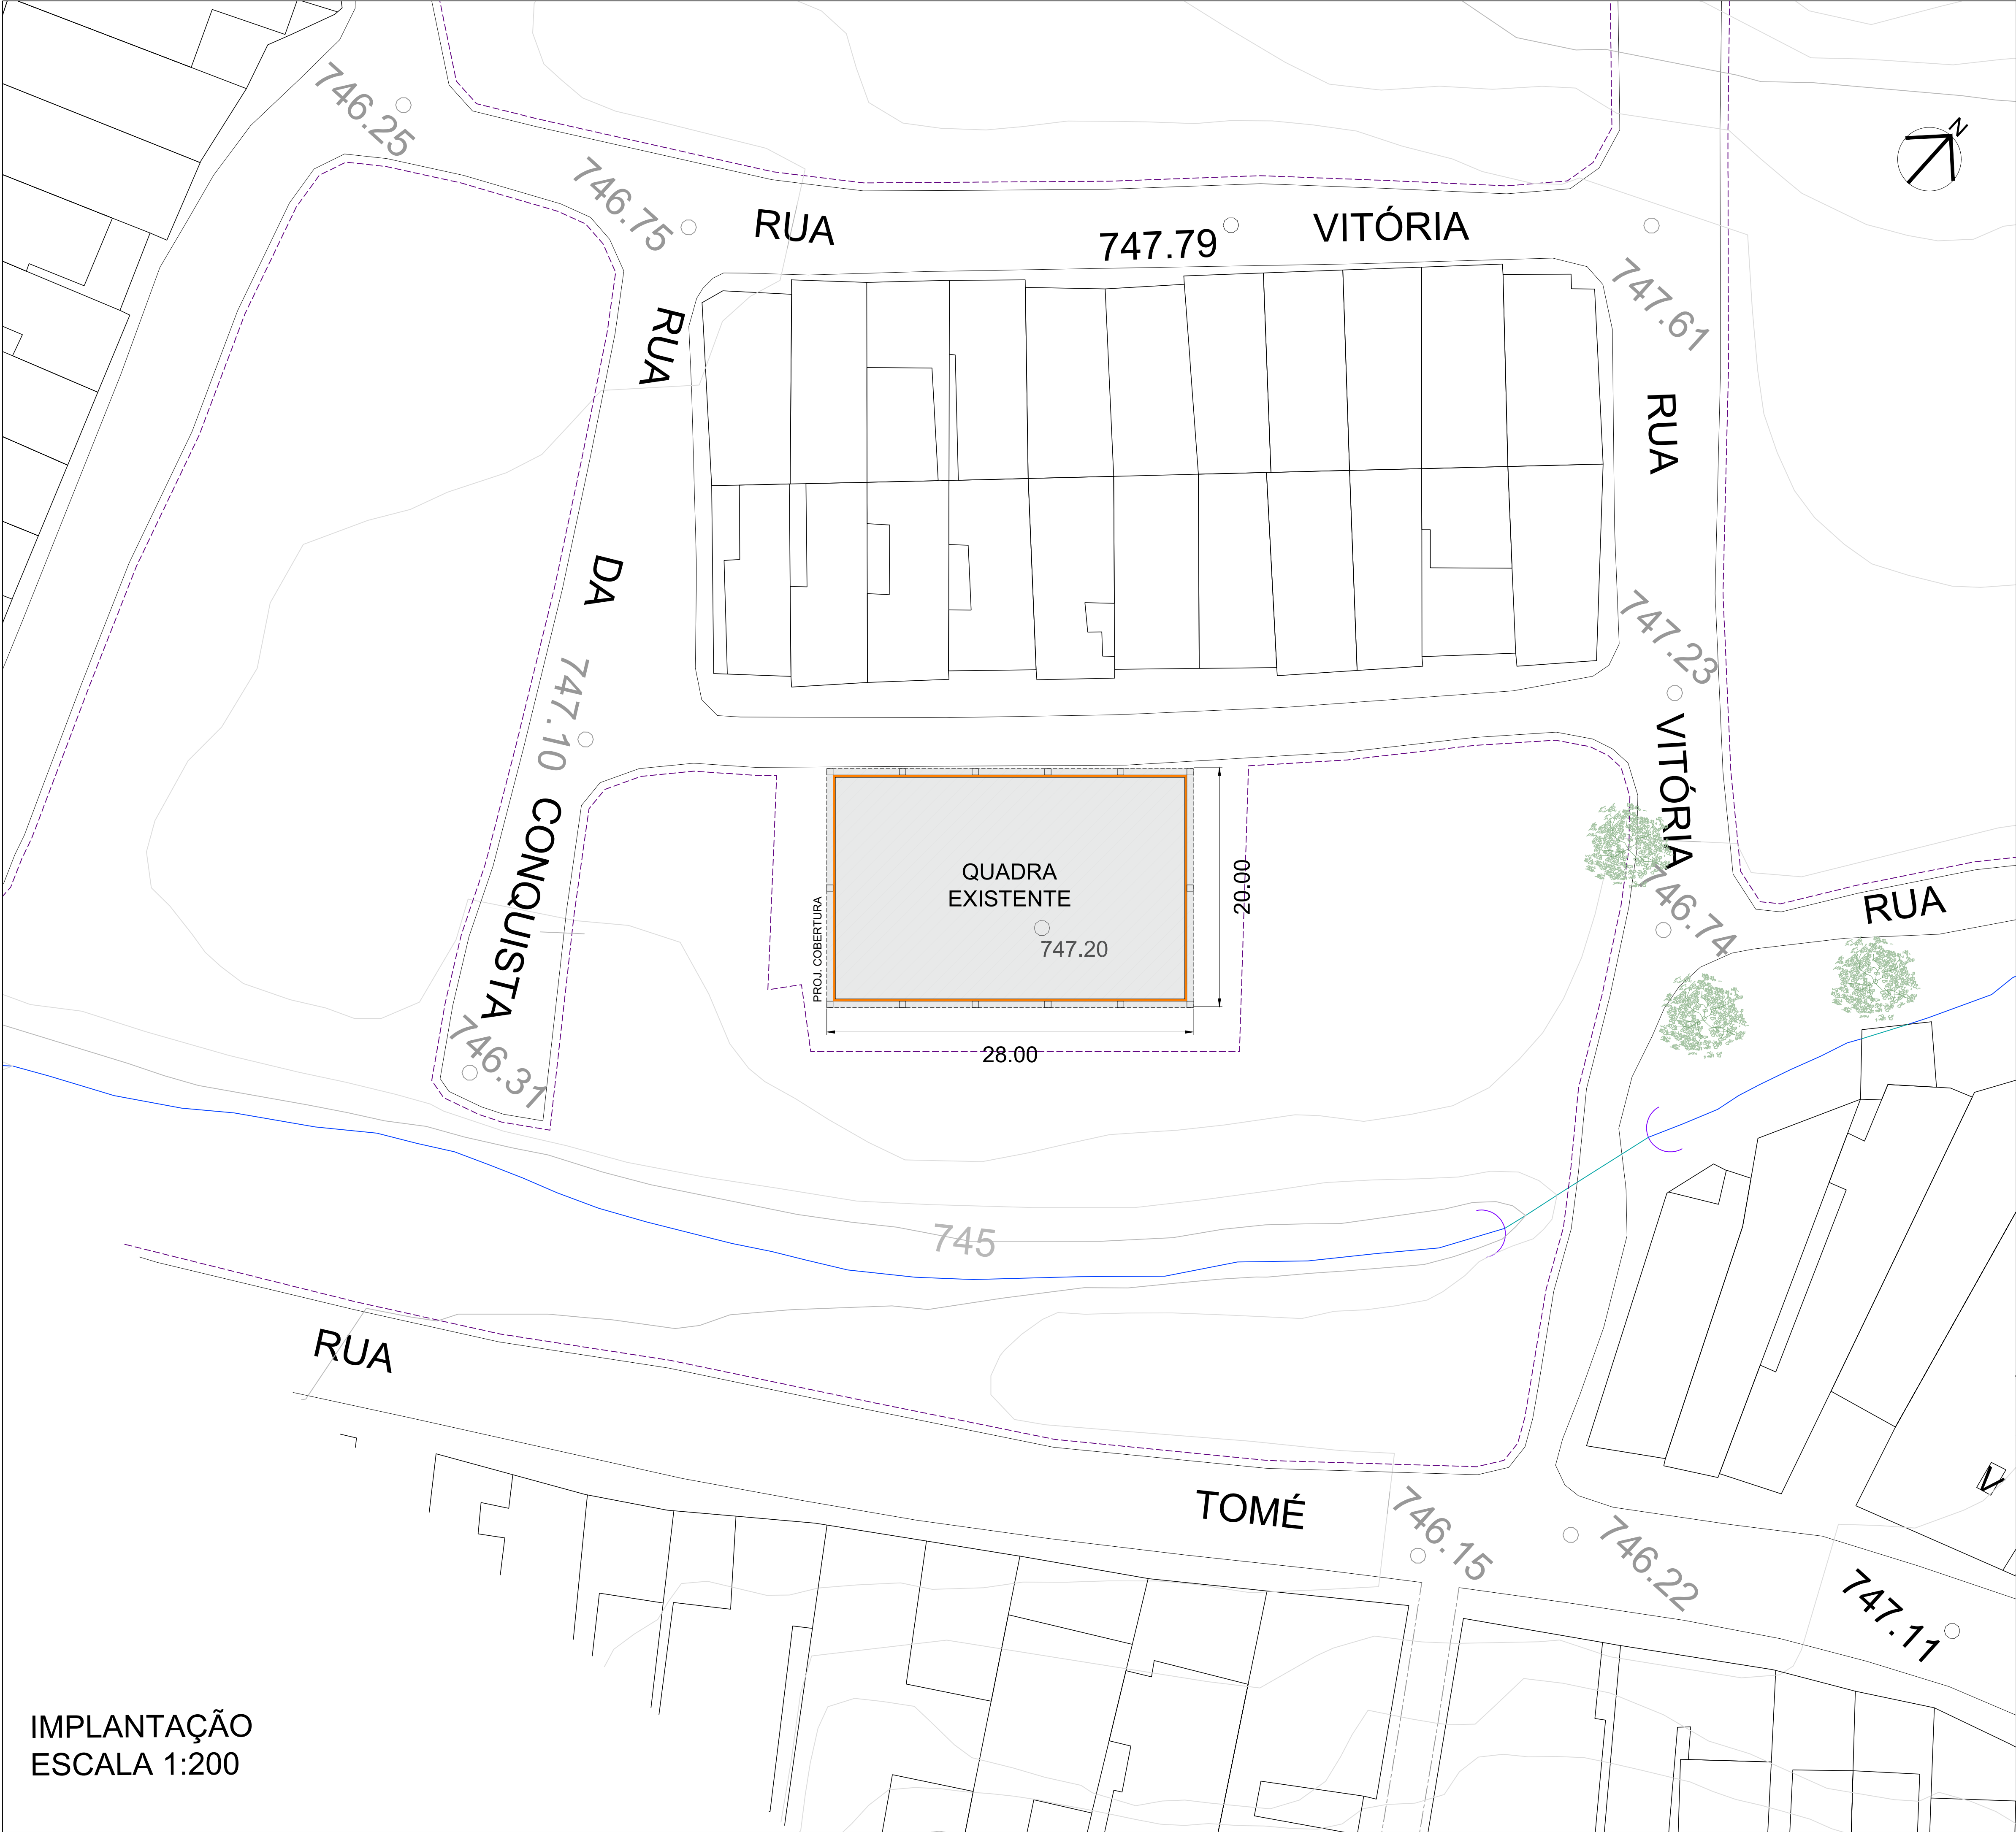 746.25
N
746.75
RUA
747.79
VITÓRIA
747.61
RUA
RUA
DA
747.23
747.10
VITÓRIA
CONQUISTA
QUADRA
EXISTENTE
20.00
747.20
PROJ. COBERTURA
746.74
RUA
28.00
746.31
745
RUA
TOMÉ
746.15
746.22
V
747.11
IMPLANTAÇÃO
ESCALA 1:200